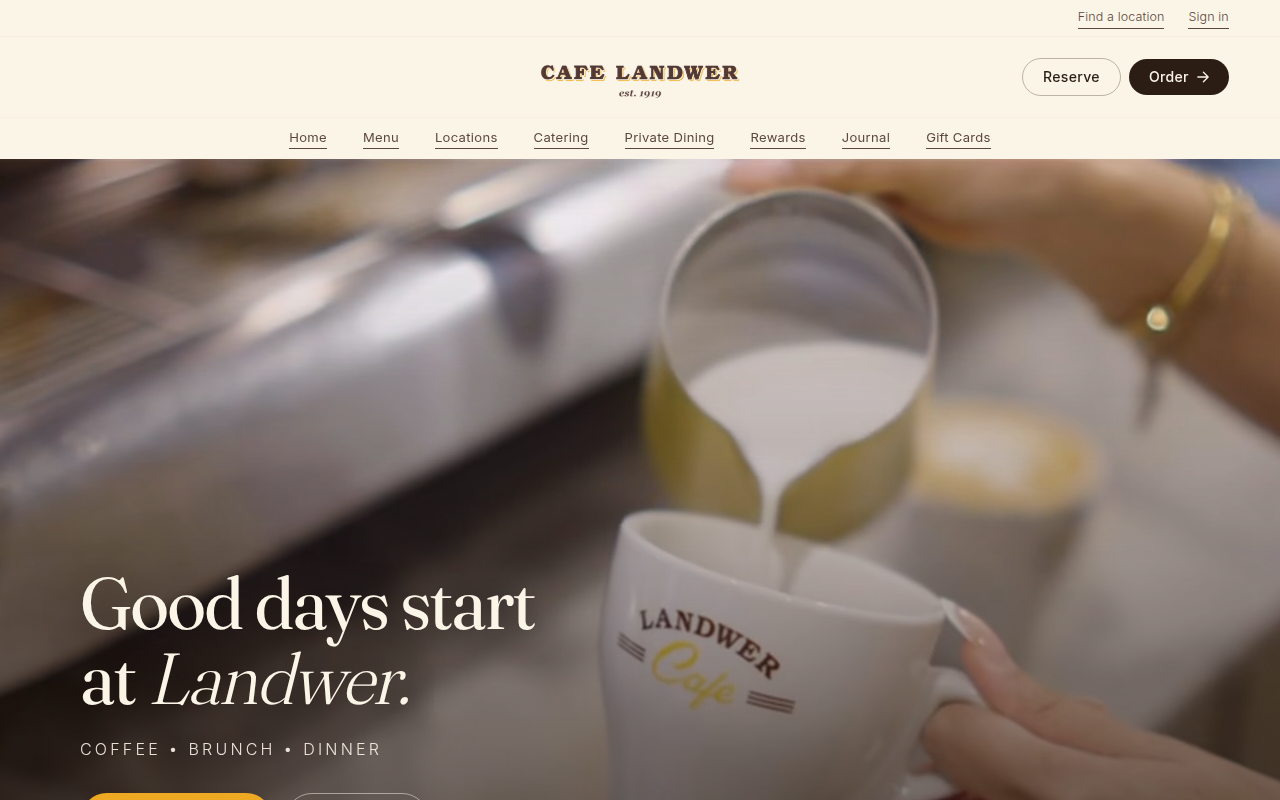 Find a location
Sign in
CAFE LANDWER
est. 1919
Reserve
Order →
Home
Menu
Locations
Catering
Private Dining
Rewards
Journal
Gift Cards
LANDWER
Cafe
Good days start
at Landwer.
COFFEE • BRUNCH • DINNER